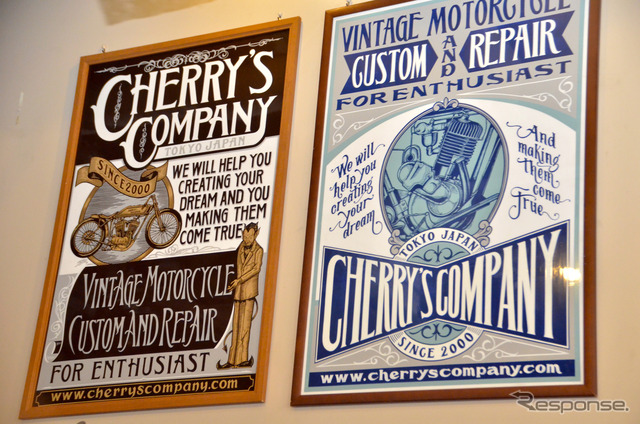 CHERRY'S
COMPANY
TOKYO JAPAN
SINCE 2000
WE WILL HELP YOU
CREATING YOUR
DREAM AND YOU
MAKING THEM
COME TRUE
VINTAGE MOTORCYCLE
CUSTOM AND REPAIR
FOR ENTHUSIAST
www.cherryscompany.com
VINTAGE MOTORCYCLE
CUSTOM AND REPAIR
FOR ENTHUSIAST
We will
help you
creating
your
dream
And
making
them
come
True
TOKYO JAPAN
CHERRY'S COMPANY
SINCE 2000
www.cherryscompany.com
Response.